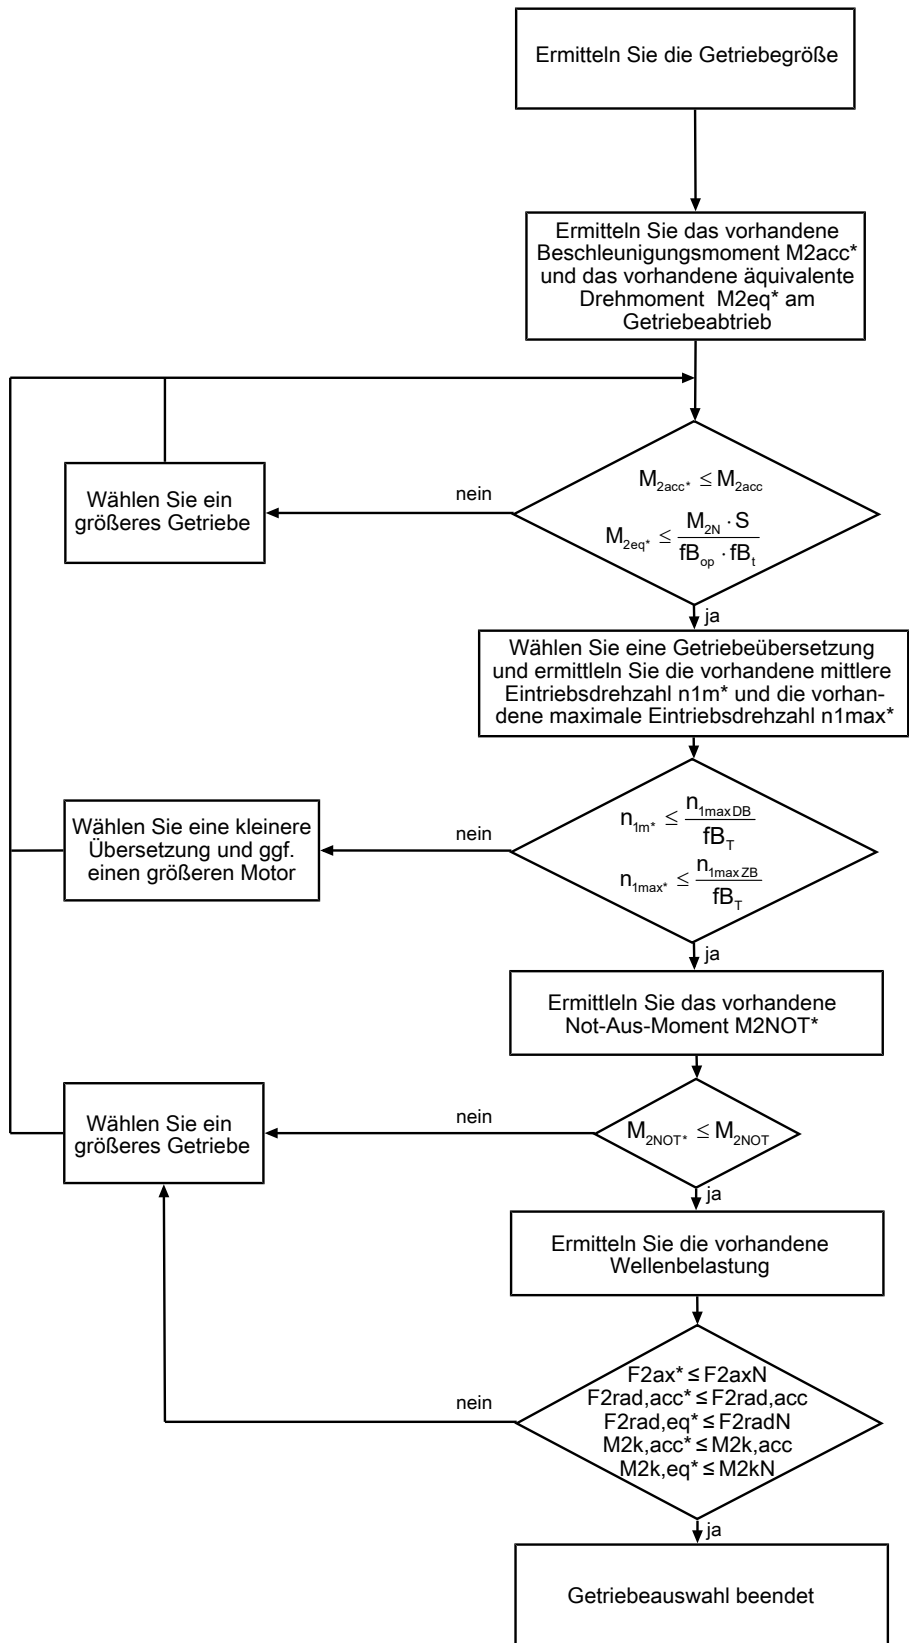 Ermitteln Sie die Getriebegröße
Ermitteln Sie das vorhandene
Beschleunigungsmoment M2acc*
und das vorhandene äquivalente
Drehmoment M2eq* am
Getriebeabtrieb
M₂acc* ≤ M₂acc
M₂eq* ≤ M₂N · S / fBop · fBt
nein
Wählen Sie ein
größeres Getriebe
ja
Wählen Sie eine Getriebeübersetzung
und ermittleln Sie die vorhandene mittlere
Eintriebsdrehzahl n1m* und die vorhan-
dene maximale Eintriebsdrehzahl n1max*
n₁m* ≤ n₁maxDB / fBT
n₁max* ≤ n₁maxZB / fBT
nein
Wählen Sie eine kleinere
Übersetzung und ggf.
einen größeren Motor
ja
Ermittleln Sie das vorhandene
Not-Aus-Moment M2NOT*
M₂NOT* ≤ M₂NOT
nein
Wählen Sie ein
größeres Getriebe
ja
Ermitteln Sie die vorhandene
Wellenbelastung
F2ax* ≤ F2axN
F2rad,acc* ≤ F2rad,acc
F2rad,eq* ≤ F2radN
M2k,acc* ≤ M2k,acc
M2k,eq* ≤ M2kN
nein
ja
Getriebeauswahl beendet